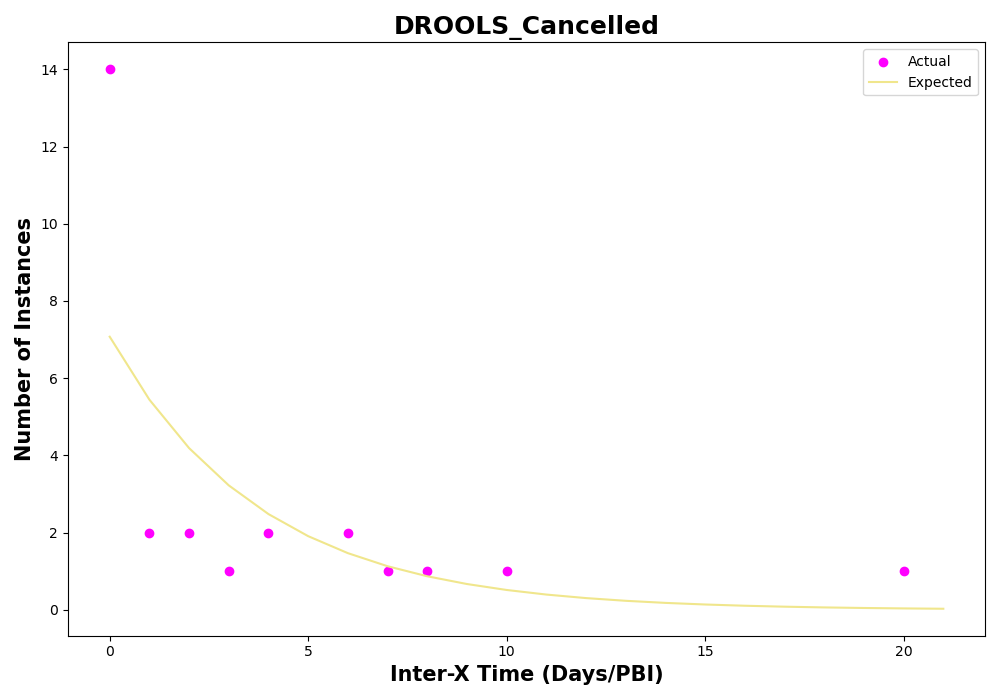 DROOLS_Cancelled
Actual
Expected
14
12
10
8
6
4
2
0
Number of Instances
0 5 10 15 20
Inter-X Time (Days/PBI)